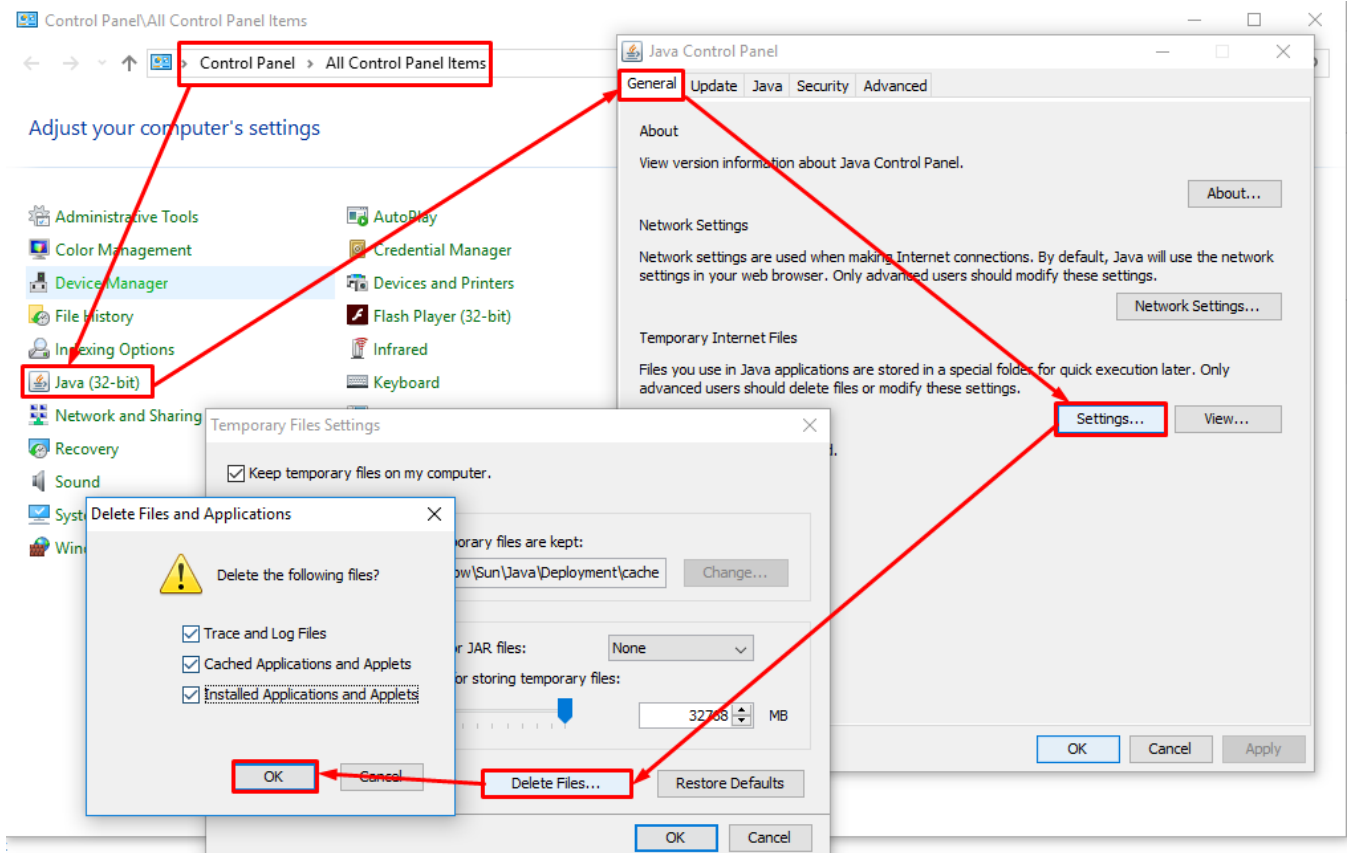 Control Panel\All Control Panel Items
Control Panel › All Control Panel Items
Adjust your computer's settings
Administrative Tools
AutoPlay
Color Management
Credential Manager
Device Manager
Devices and Printers
File History
Flash Player (32-bit)
Indexing Options
Infrared
Java (32-bit)
Keyboard
Network and Sharing
Recovery
Sound
Java Control Panel
General Update Java Security Advanced
About
View version information about Java Control Panel.
About...
Network Settings
Network settings are used when making Internet connections. By default, Java will use the network
settings in your web browser. Only advanced users should modify these settings.
Network Settings...
Temporary Internet Files
Files you use in Java applications are stored in a special folder for quick execution later. Only
advanced users should delete files or modify these settings.
Settings... View...
OK Cancel Apply
Temporary Files Settings
Keep temporary files on my computer.
files are kept:
\Sun\Java\Deployment\cache Change...
JAR files: None
storing temporary files:
32768 MB
Delete Files... Restore Defaults
OK Cancel
Delete Files and Applications
Delete the following files?
Trace and Log Files
Cached Applications and Applets
Installed Applications and Applets
OK Cancel